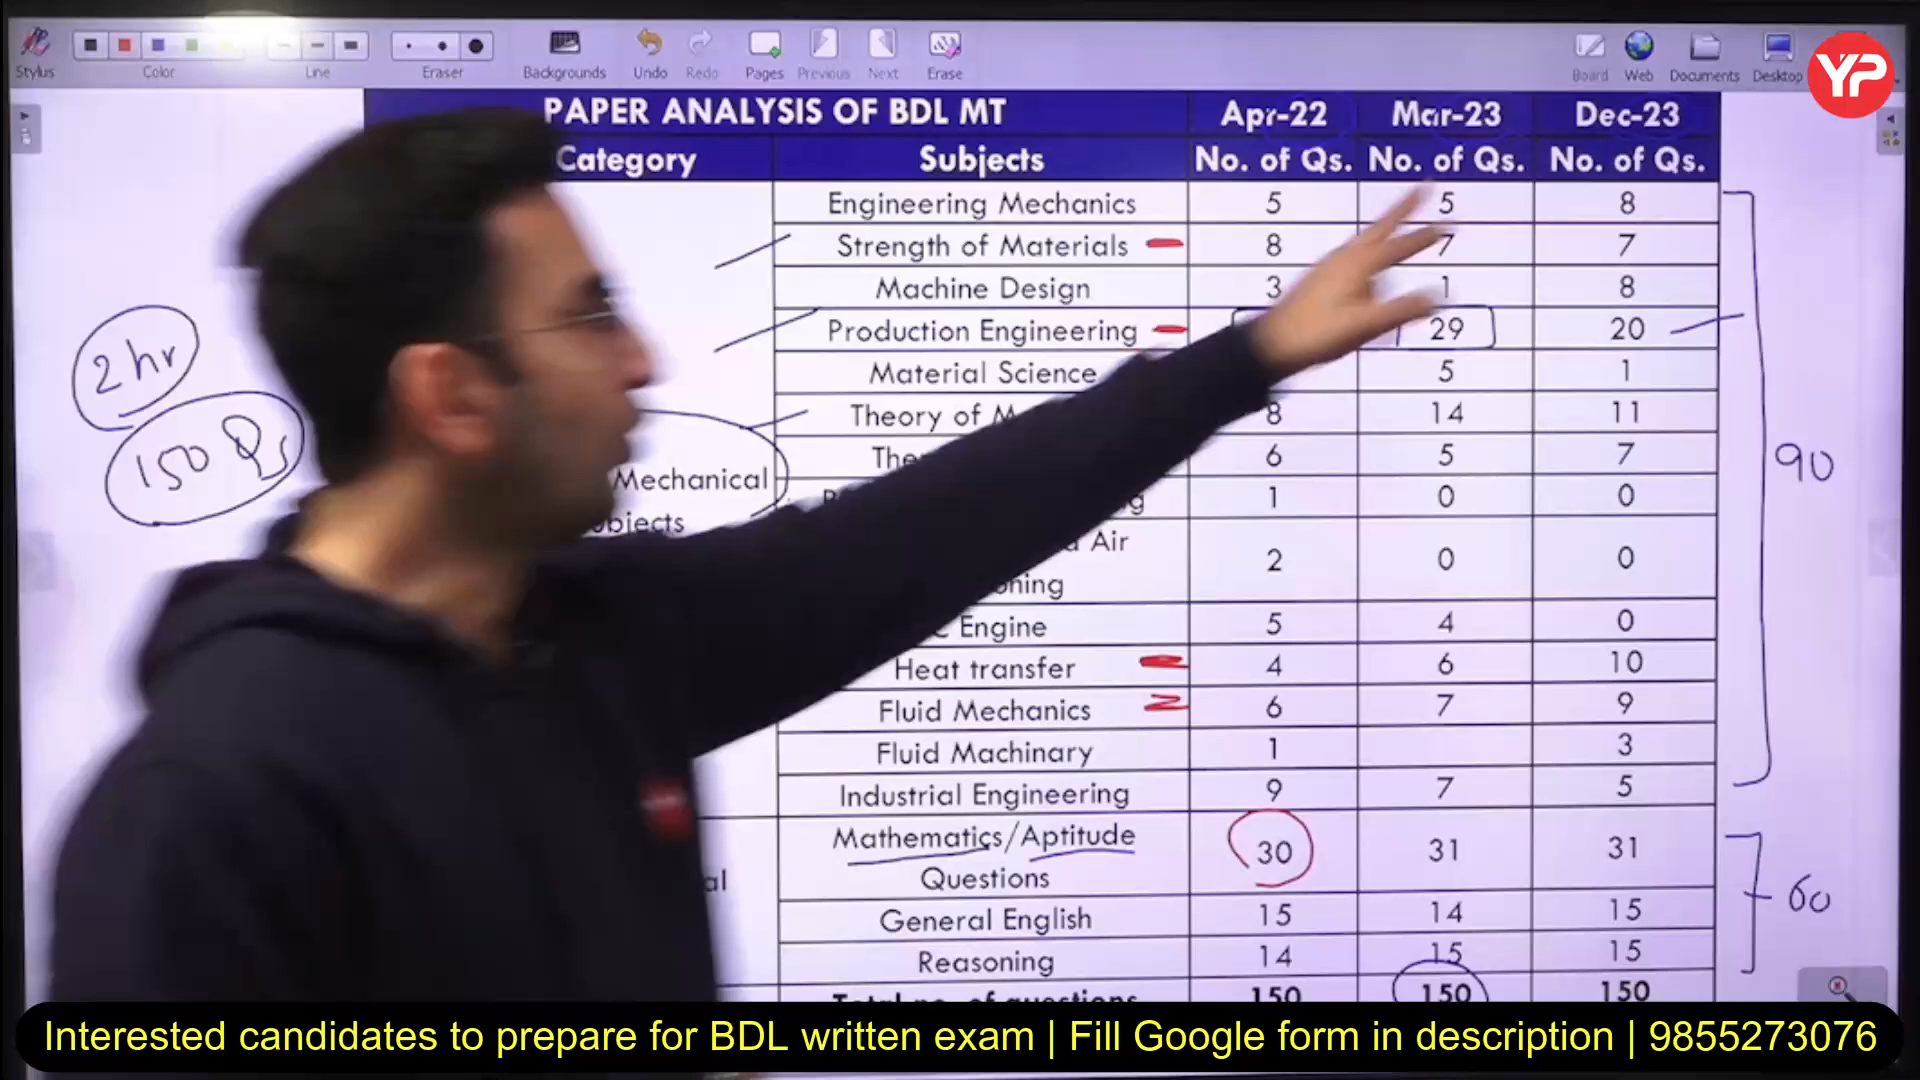 Stylus Color Line Eraser Backgrounds Undo Redo Pages Previous Next Erase Board Web Documents Desktop
YP
PAPER ANALYSIS OF BDL MT Apr-22 Mar-23 Dec-23
Category Subjects No. of Qs. No. of Qs. No. of Qs.
Engineering Mechanics 5 5 8
Strength of Materials 8 7 7
Machine Design 3 1 8
Production Engineering 29 20
Material Science 5 1
Theory of 8 14 11
6 5 7
1 0 0
Air
2 0 0
Engine 5 4 0
Heat transfer 4 6 10
Fluid Mechanics 6 7 9
Fluid Machinary 1 3
Industrial Engineering 9 7 5
Mathematics/Aptitude
Questions 30 31 31
General English 15 14 15
Reasoning 14 15 15
Total no. of questions 150 150 150
Mechanical
2 hr
150 Qs
90
60
Interested candidates to prepare for BDL written exam | Fill Google form in description | 9855273076